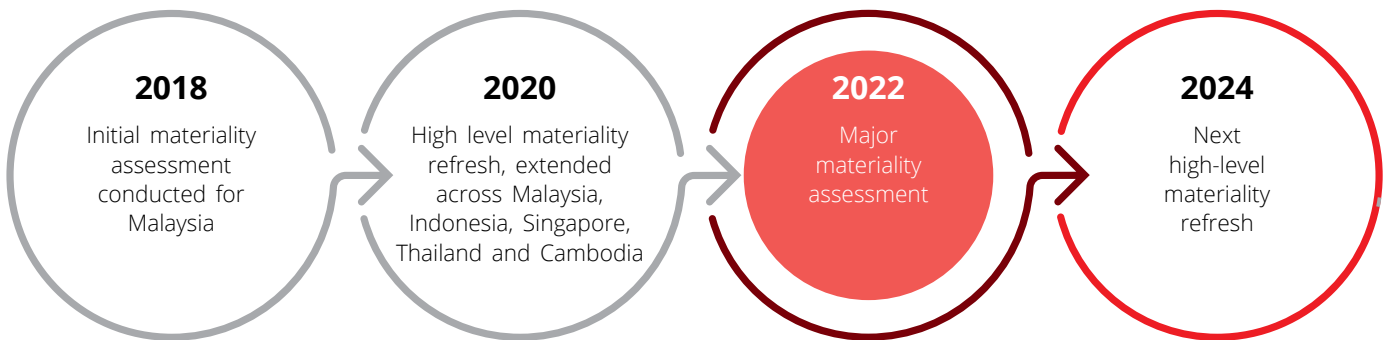 2018
Initial materiality
assessment
conducted for
Malaysia
2020
High level materiality
refresh, extended
across Malaysia,
Indonesia, Singapore,
Thailand and Cambodia
2022
Major
materiality
assessment
2024
Next
high-level
materiality
refresh